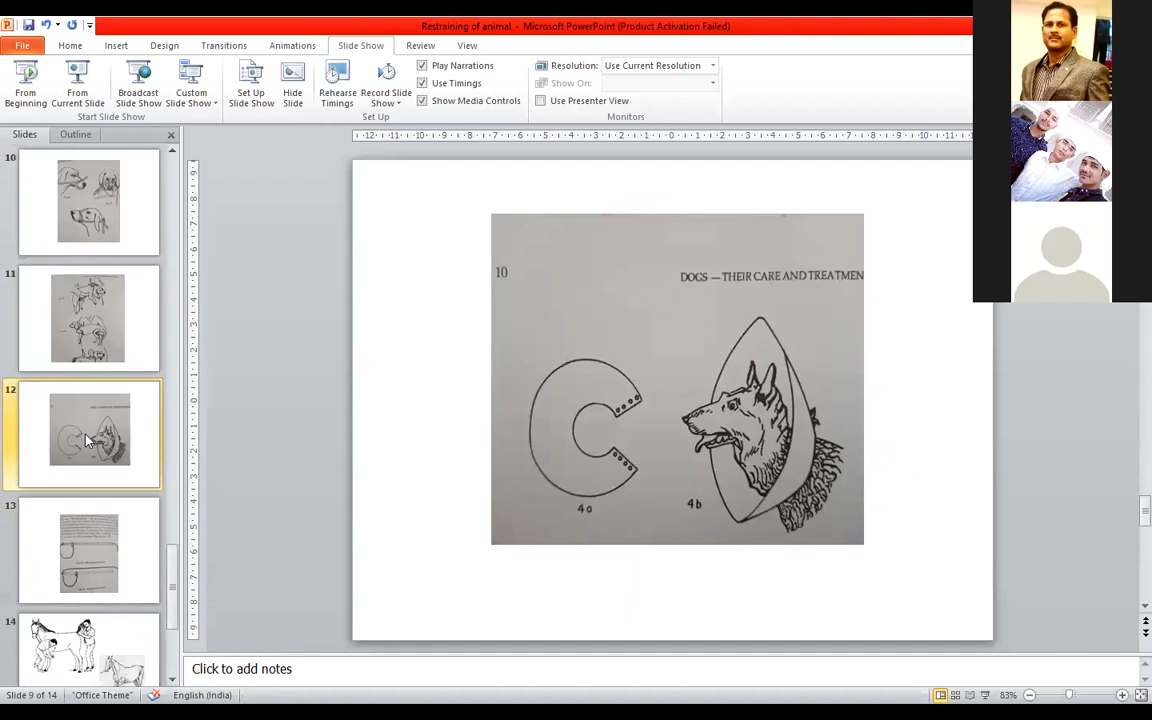 Restraining of animal - Microsoft PowerPoint (Product Activation Failed)
File Home Insert Design Transitions Animations Slide Show Review View
From Beginning
From Current Slide
Broadcast Slide Show
Custom Slide Show
Start Slide Show
Set Up Slide Show
Hide Slide
Rehearse Timings
Record Slide Show
Play Narrations
Use Timings
Show Media Controls
Set Up
Resolution: Use Current Resolution
Show On:
Use Presenter View
Monitors
Slides Outline
10
11
12
13
14
10
DOGS — THEIR CARE AND TREATMEN
4a
4b
Click to add notes
Slide 9 of 14 "Office Theme" English (India) 83%